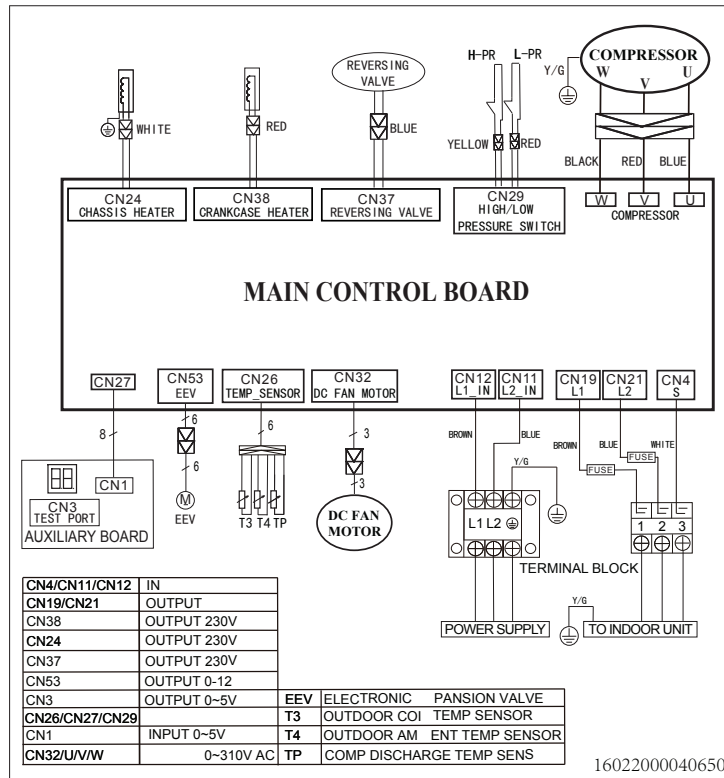 H-PR L-PR
COMPRESSOR
REVERSING
VALVE
Y/G
W
V
U
WHITE
RED
BLUE
YELLOW
RED
BLACK
RED
BLUE
CN24
CHASSIS HEATER
CN38
CRANKCASE HEATER
CN37
REVERSING VALVE
CN29
HIGH/LOW
PRESSURE SWITCH
W
V
U
COMPRESSOR
MAIN CONTROL BOARD
CN27
CN53
EEV
CN26
TEMP_SENSOR
CN32
DC FAN MOTOR
CN12
L1_IN
CN11
L2_IN
CN19
L1
CN21
L2
CN4
S
8
6
6
6
3
3
BROWN
BLUE
Y/G
BROWN
BLUE
WHITE
FUSE
FUSE
CN1
CN3
TEST PORT
AUXILIARY BOARD
M
EEV
T3 T4 TP
DC FAN
MOTOR
L1 L2
1 2 3
TERMINAL BLOCK
Y/G
POWER SUPPLY
TO INDOOR UNIT
CN4/CN11/CN12 IN
CN19/CN21 OUTPUT
CN38 OUTPUT 230V
CN24 OUTPUT 230V
CN37 OUTPUT 230V
CN53 OUTPUT 0-12
CN3 OUTPUT 0~5V
CN26/CN27/CN29
CN1 INPUT 0~5V
CN32/U/V/W 0~310V AC
EEV ELECTRONIC PANSION VALVE
T3 OUTDOOR COI TEMP SENSOR
T4 OUTDOOR AM ENT TEMP SENSOR
TP COMP DISCHARGE TEMP SENS
16022000040650